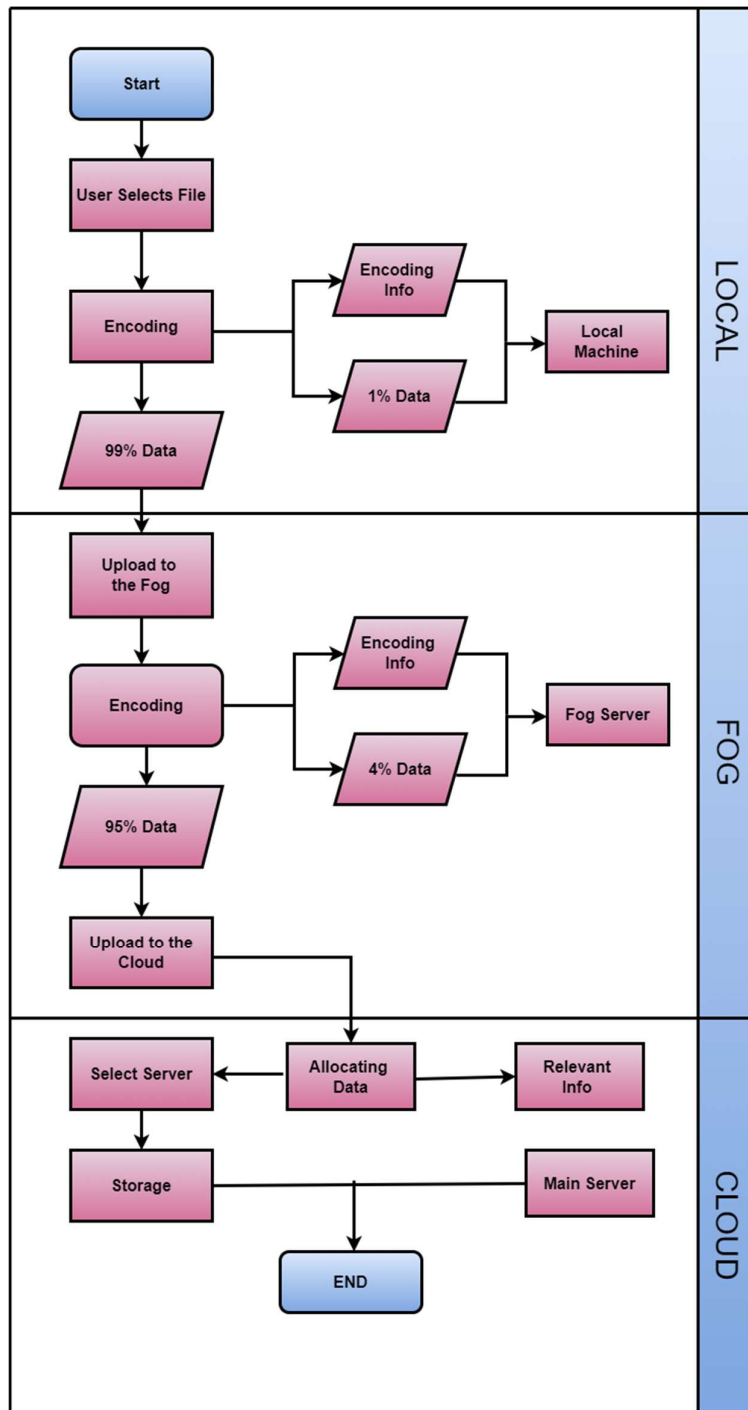 Start
User Selects File
Encoding
Encoding
Info
1% Data
Local
Machine
99% Data
LOCAL
Upload to
the Fog
Encoding
Encoding
Info
4% Data
Fog Server
95% Data
Upload to the
Cloud
FOG
Select Server
Allocating
Data
Relevant
Info
Storage
Main Server
END
CLOUD